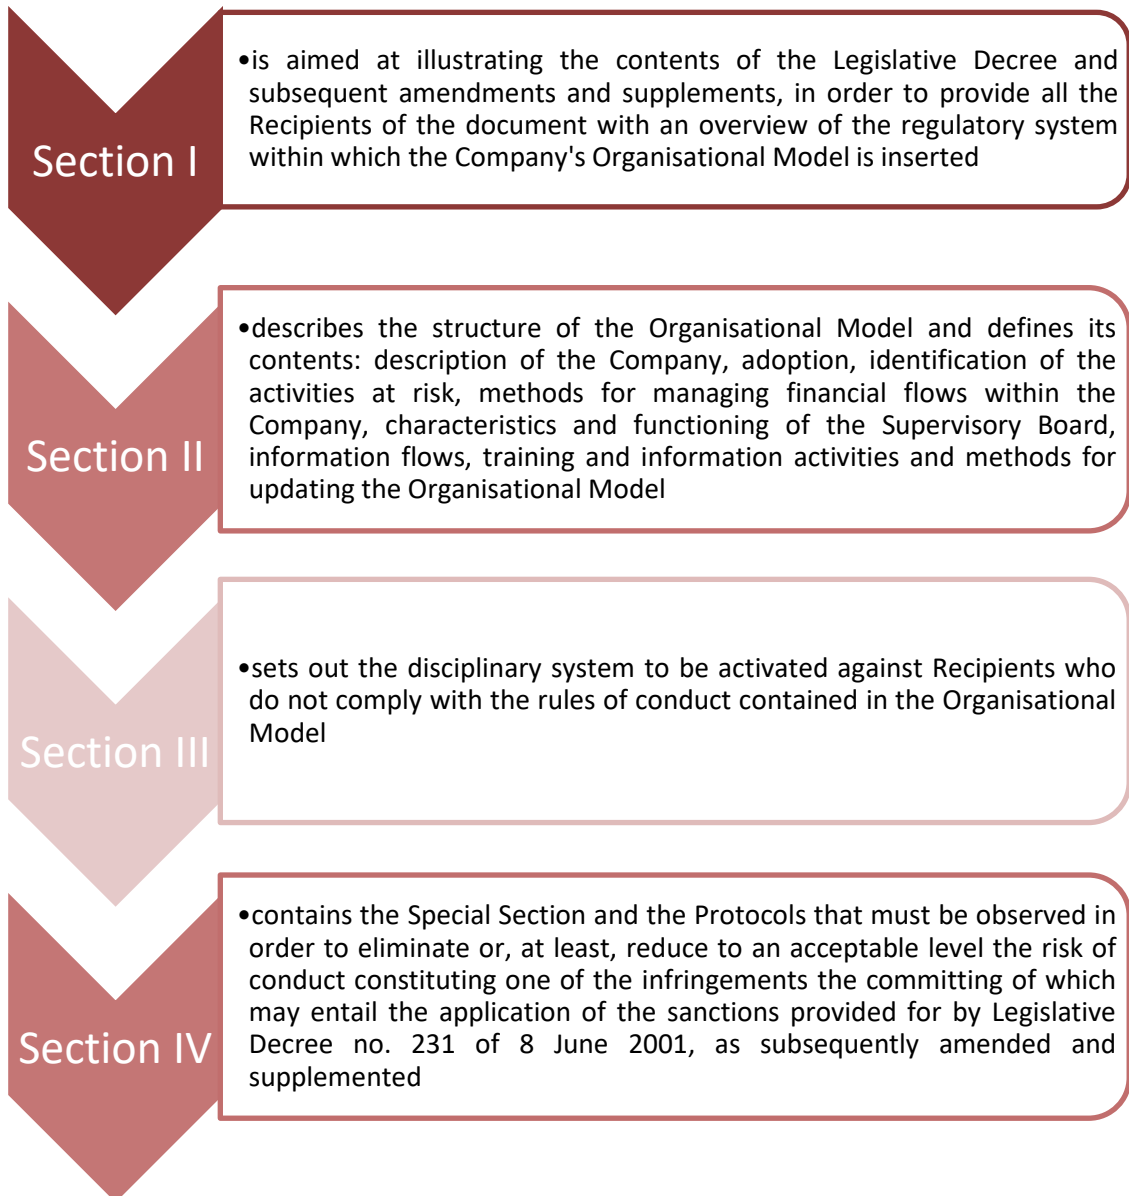 Section I
•is aimed at illustrating the contents of the Legislative Decree and
subsequent amendments and supplements, in order to provide all the
Recipients of the document with an overview of the regulatory system
within which the Company's Organisational Model is inserted
Section II
•describes the structure of the Organisational Model and defines its
contents: description of the Company, adoption, identification of the
activities at risk, methods for managing financial flows within the
Company, characteristics and functioning of the Supervisory Board,
information flows, training and information activities and methods for
updating the Organisational Model
Section III
•sets out the disciplinary system to be activated against Recipients who
do not comply with the rules of conduct contained in the Organisational
Model
Section IV
•contains the Special Section and the Protocols that must be observed in
order to eliminate or, at least, reduce to an acceptable level the risk of
conduct constituting one of the infringements the committing of which
may entail the application of the sanctions provided for by Legislative
Decree no. 231 of 8 June 2001, as subsequently amended and
supplemented